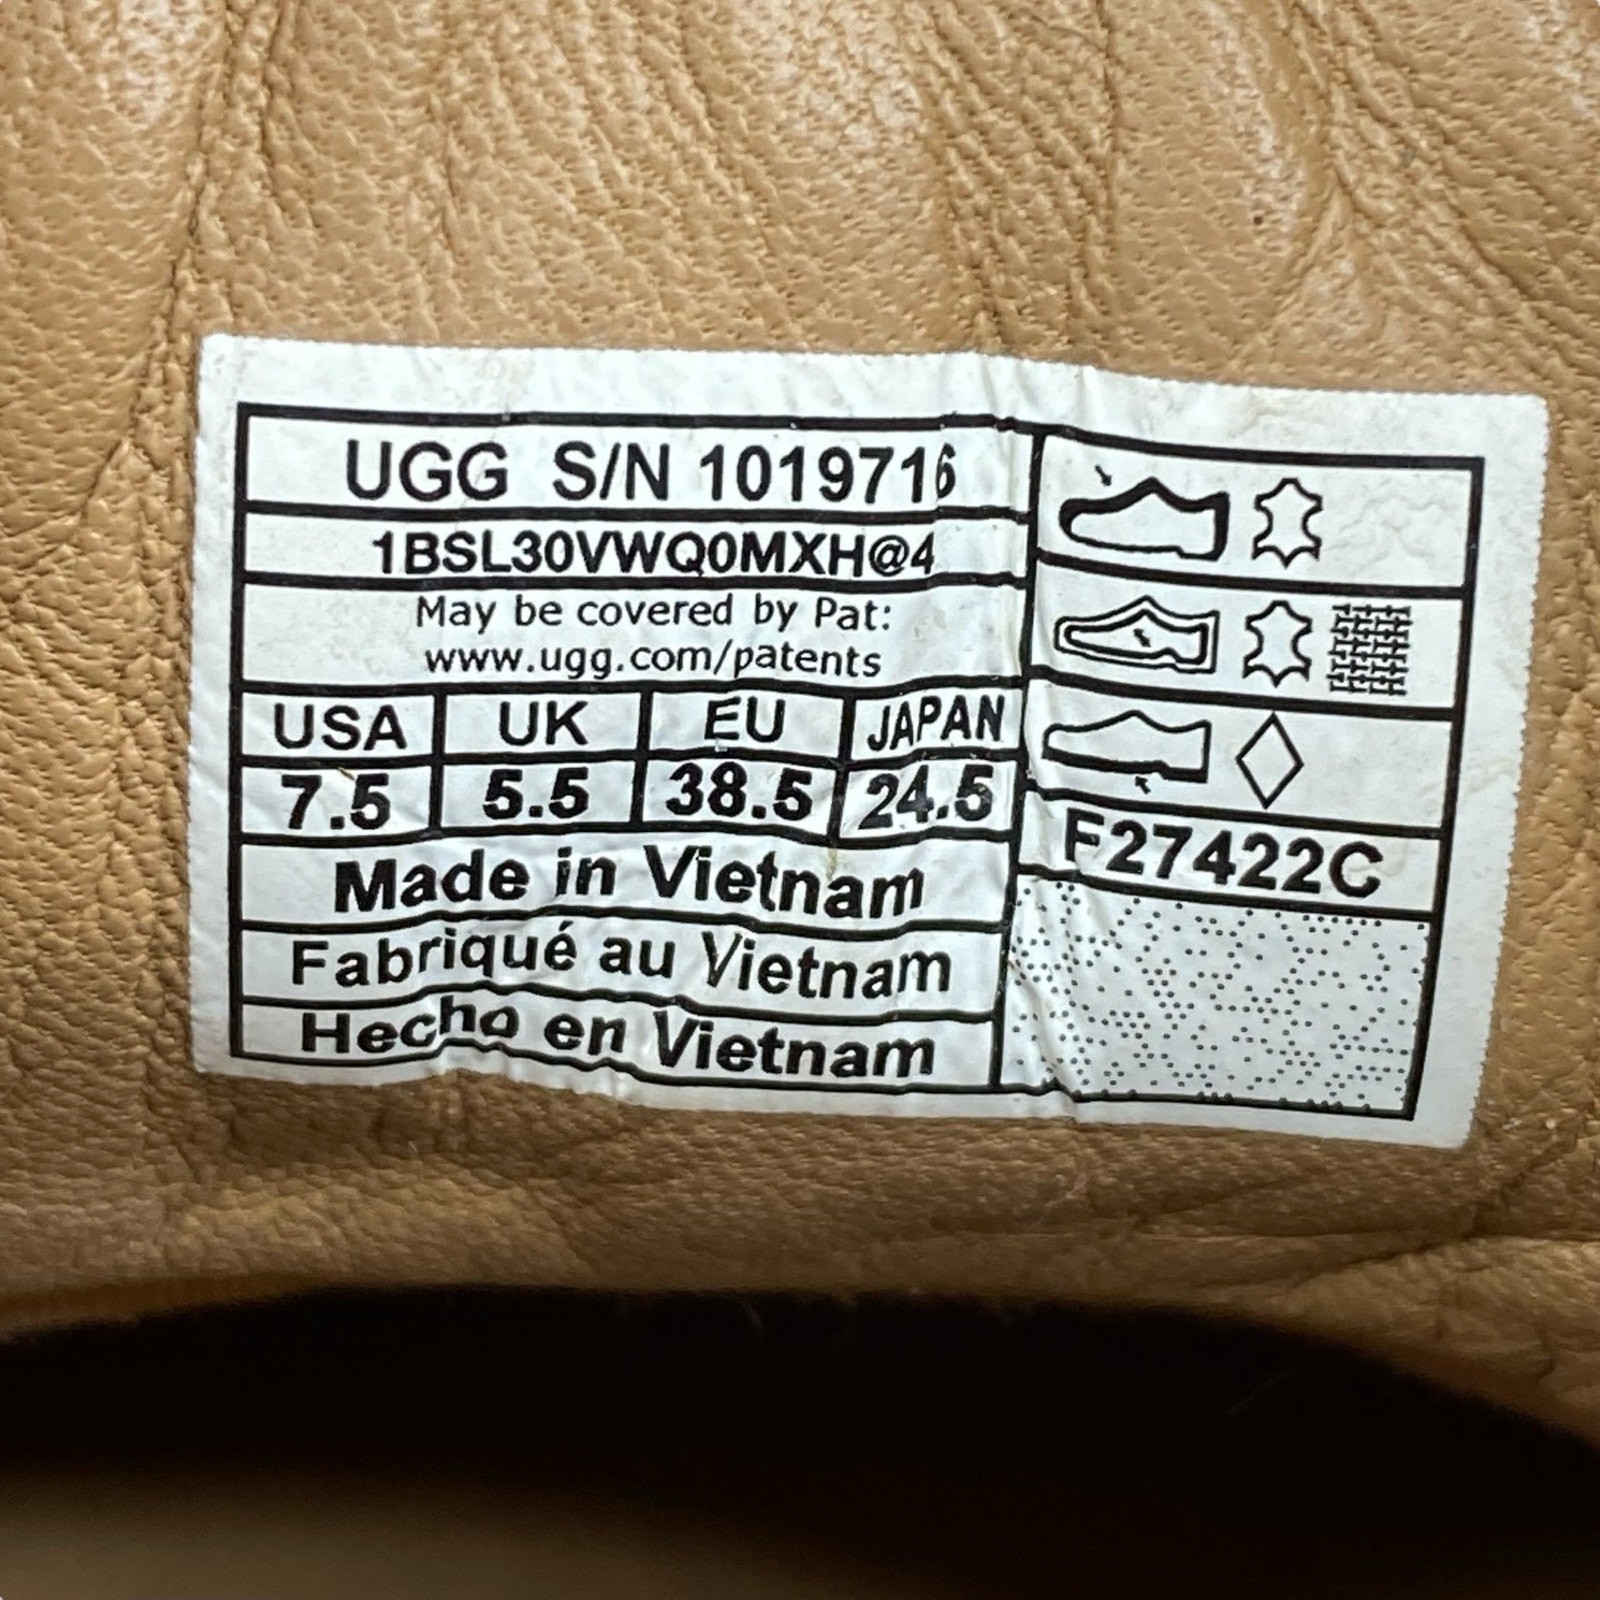 UGG S/N 1019716
1BSL30VWQ0MXH@4
May be covered by Pat:
www.ugg.com/patents
USA UK EU JAPAN
7.5 5.5 38.5 24.5
Made in Vietnam
Fabriqué au Vietnam
Hecho en Vietnam
F27422C